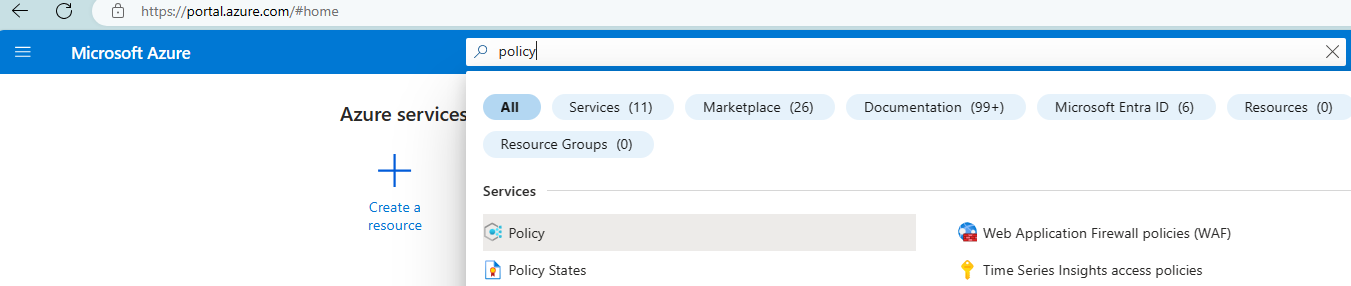 https://portal.azure.com/#home
Microsoft Azure
policy
All
Services (11)
Marketplace (26)
Documentation (99+)
Microsoft Entra ID (6)
Resources (0)
Resource Groups (0)
Azure services
Create a
resource
Services
Policy
Web Application Firewall policies (WAF)
Policy States
Time Series Insights access policies